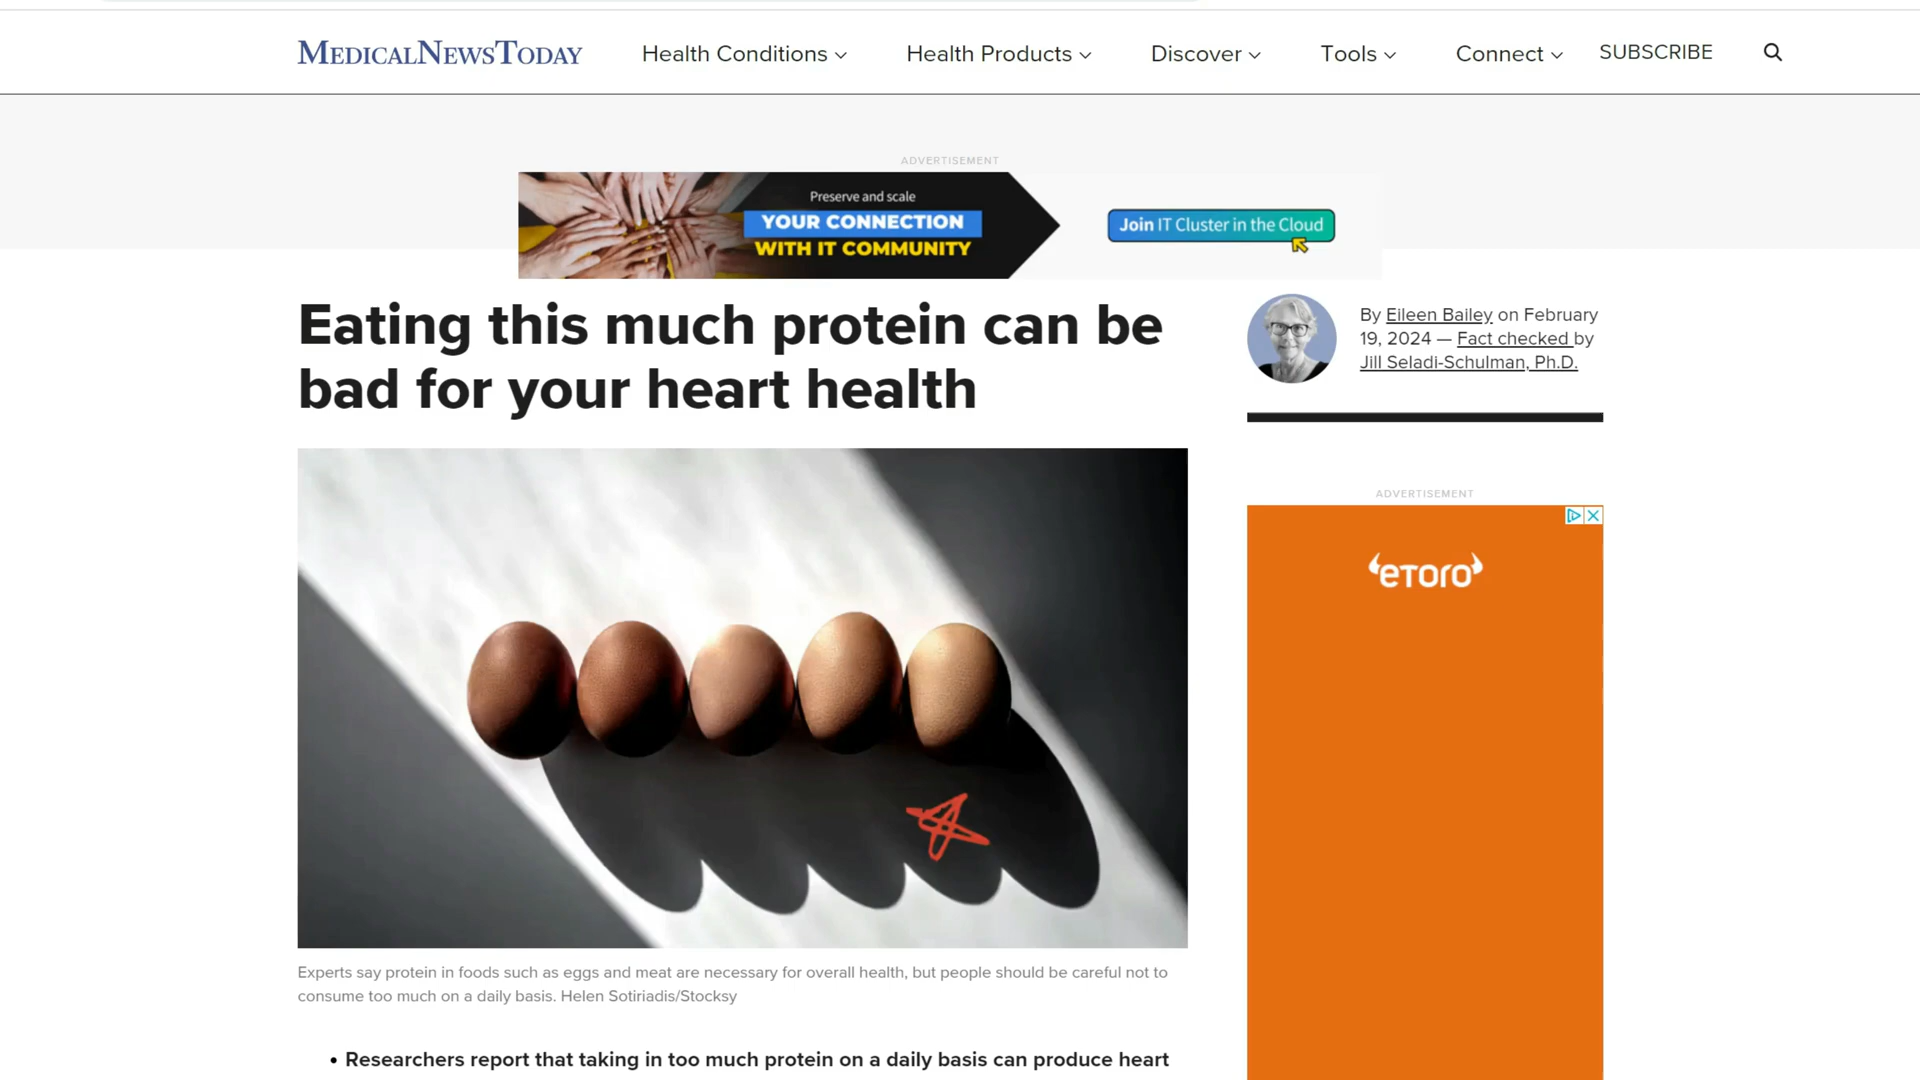 MEDICALNEWSTODAY
Health Conditions
Health Products
Discover
Tools
Connect
SUBSCRIBE
ADVERTISEMENT
Preserve and scale
YOUR CONNECTION
WITH IT COMMUNITY
Join IT Cluster in the Cloud
Eating this much protein can be
bad for your heart health
By Eileen Bailey on February
19, 2024 — Fact checked by
Jill Seladi-Schulman, Ph.D.
ADVERTISEMENT
eTORO
Experts say protein in foods such as eggs and meat are necessary for overall health, but people should be careful not to
consume too much on a daily basis. Helen Sotiriadis/Stocksy
• Researchers report that taking in too much protein on a daily basis can produce heart